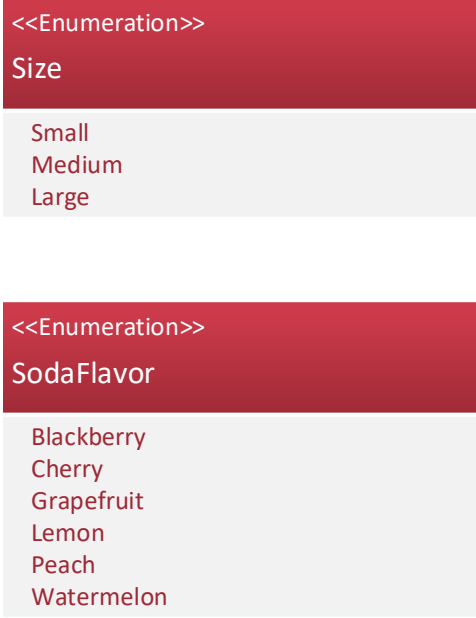 <<Enumeration>>
Size
Small
Medium
Large
<<Enumeration>>
SodaFlavor
Blackberry
Cherry
Grapefruit
Lemon
Peach
Watermelon